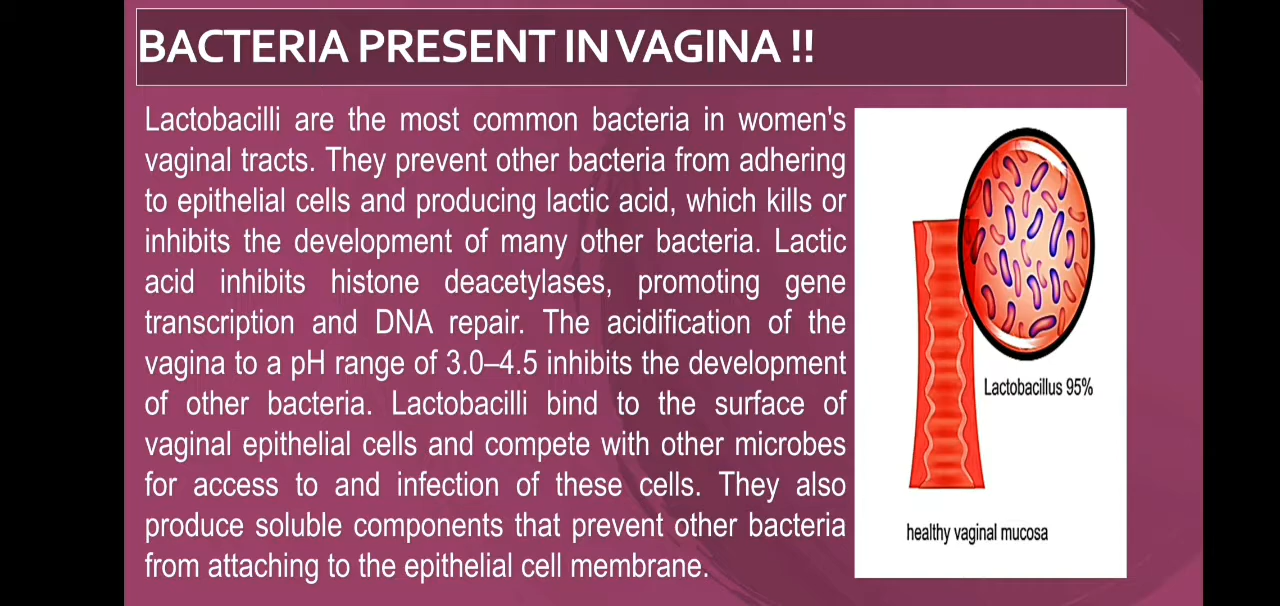 BACTERIA PRESENT IN VAGINA !!
Lactobacilli are the most common bacteria in women's
vaginal tracts. They prevent other bacteria from adhering
to epithelial cells and producing lactic acid, which kills or
inhibits the development of many other bacteria. Lactic
acid inhibits histone deacetylases, promoting gene
transcription and DNA repair. The acidification of the
vagina to a pH range of 3.0–4.5 inhibits the development
of other bacteria. Lactobacilli bind to the surface of
vaginal epithelial cells and compete with other microbes
for access to and infection of these cells. They also
produce soluble components that prevent other bacteria
from attaching to the epithelial cell membrane.
Lactobacillus 95%
healthy vaginal mucosa